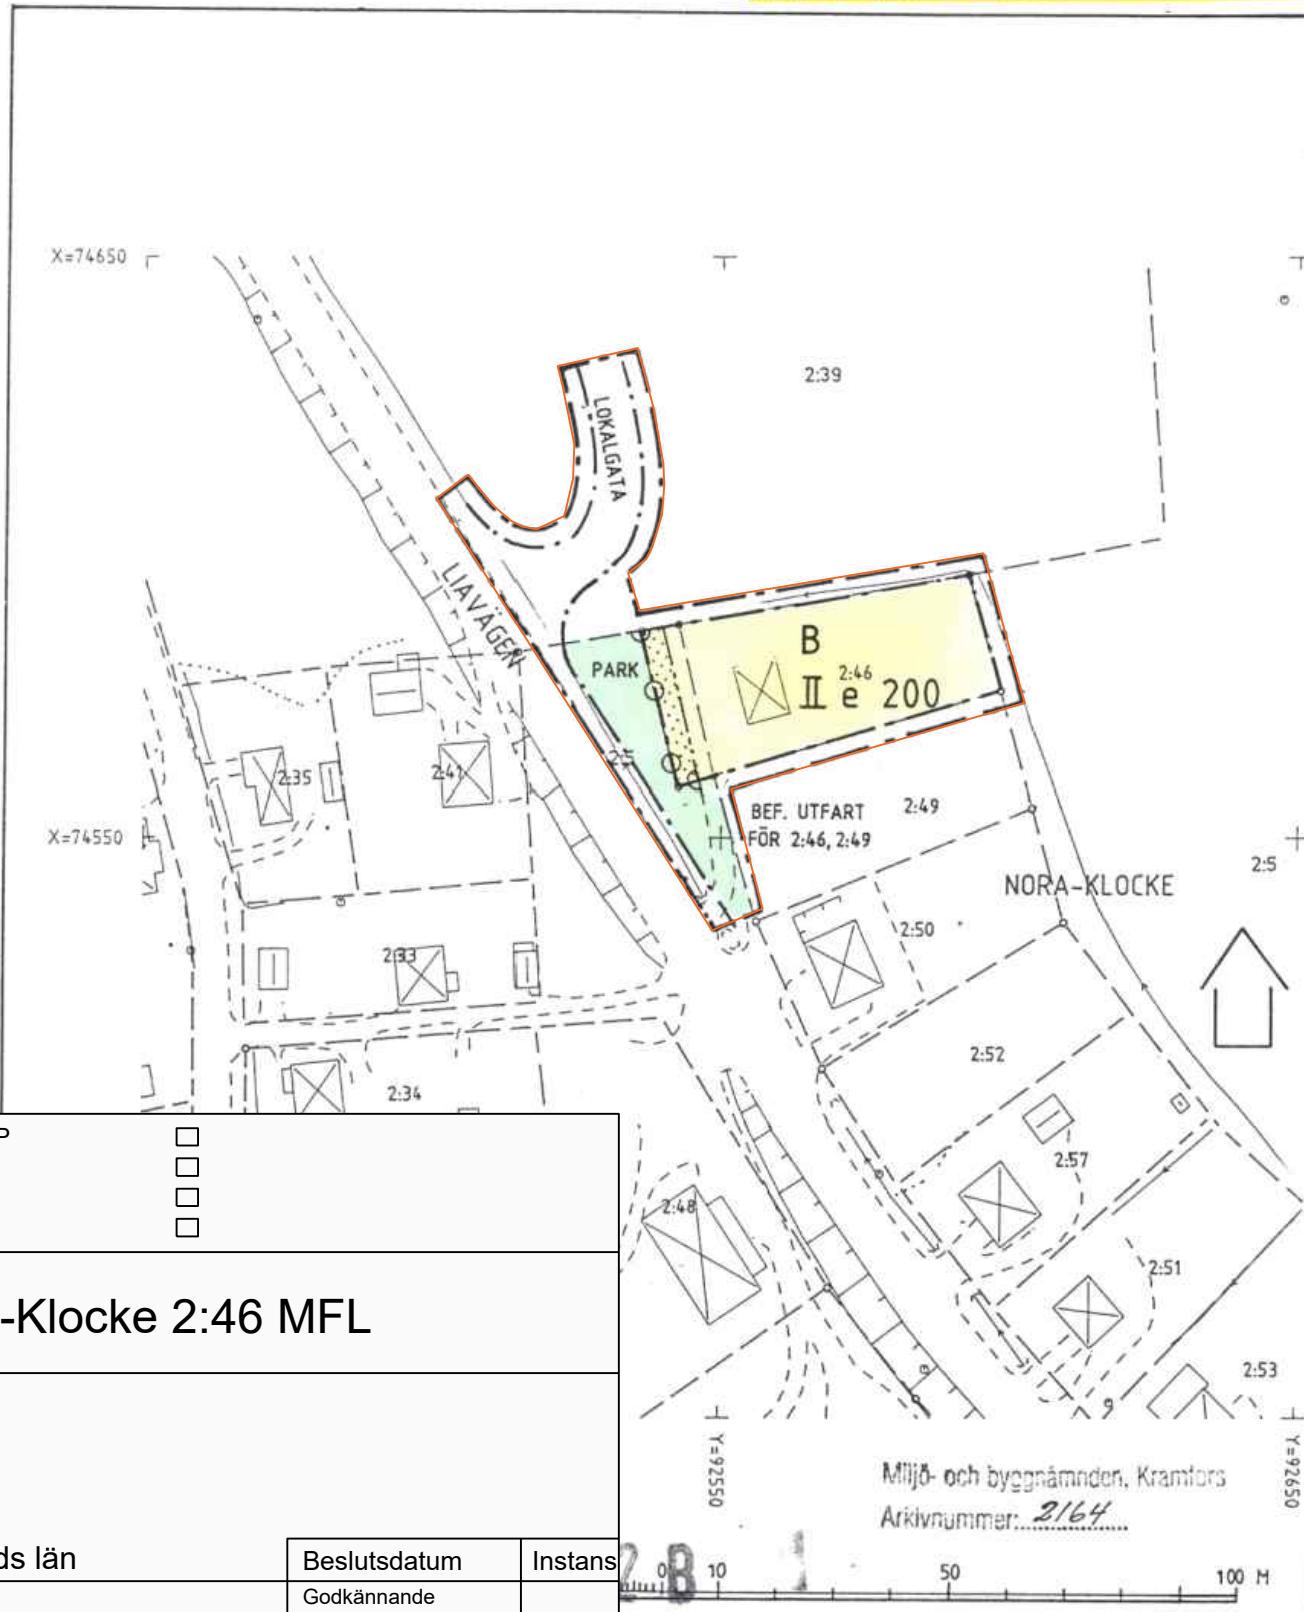 X=74650
2:39
LOKALGATA
LIAVÄGEN
PARK
B
2:46
II e 200
2:5
2:35
2:41
BEF. UTFART
FÖR 2:46, 2:49
2:49
X=74550
2:5
NORA-KLOCKE
2:50
2:33
2:52
2:34
P
2:57
2:48
2:51
-Klocke 2:46 MFL
2:53
Y=92550
Y=92650
Miljö- och byggnämnden, Kramfors
Arkivnummer: 2164
ds län
Beslutsdatum
Instans
Godkännande
2 B
0 10 50 100 M